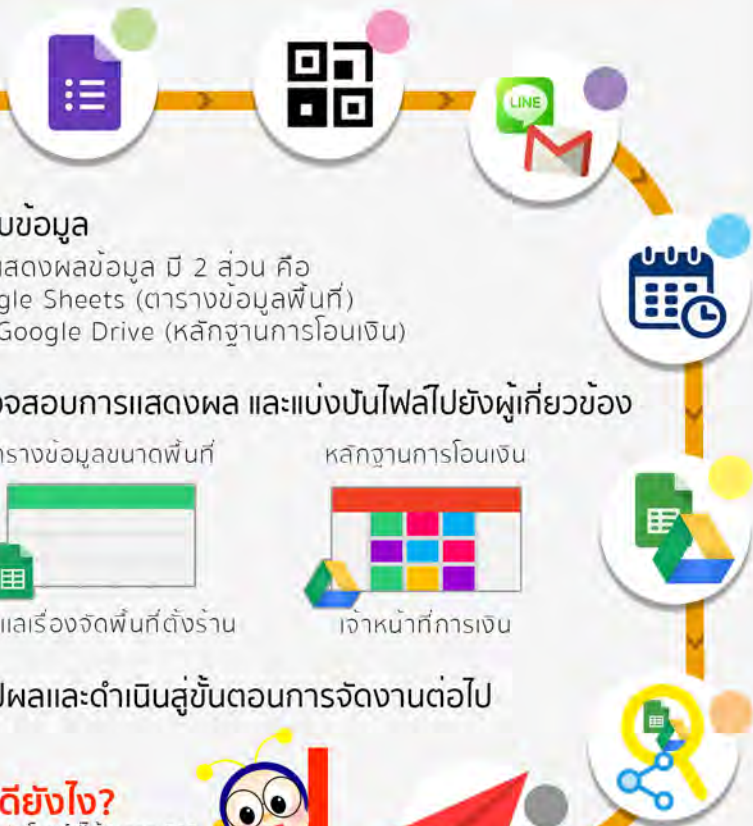 LINE
บข้อมูล
แสดงผลข้อมูล มี 2 ส่วน คือ
gle Sheets (ตารางข้อมูลพื้นที่)
Google Drive (หลักฐานการโอนเงิน)
จสอบการแสดงผล และแบ่งปันไฟล์ไปยังผู้เกี่ยวข้อง
ารางข้อมูลขนาดพื้นที่ หลักฐานการโอนเงิน
แลเรื่องจัดพื้นที่ตั้งร้าน เจ้าหน้าที่การเงิน
ปผลและดำเนินสู่ขั้นตอนการจัดงานต่อไป
ดียังไง?